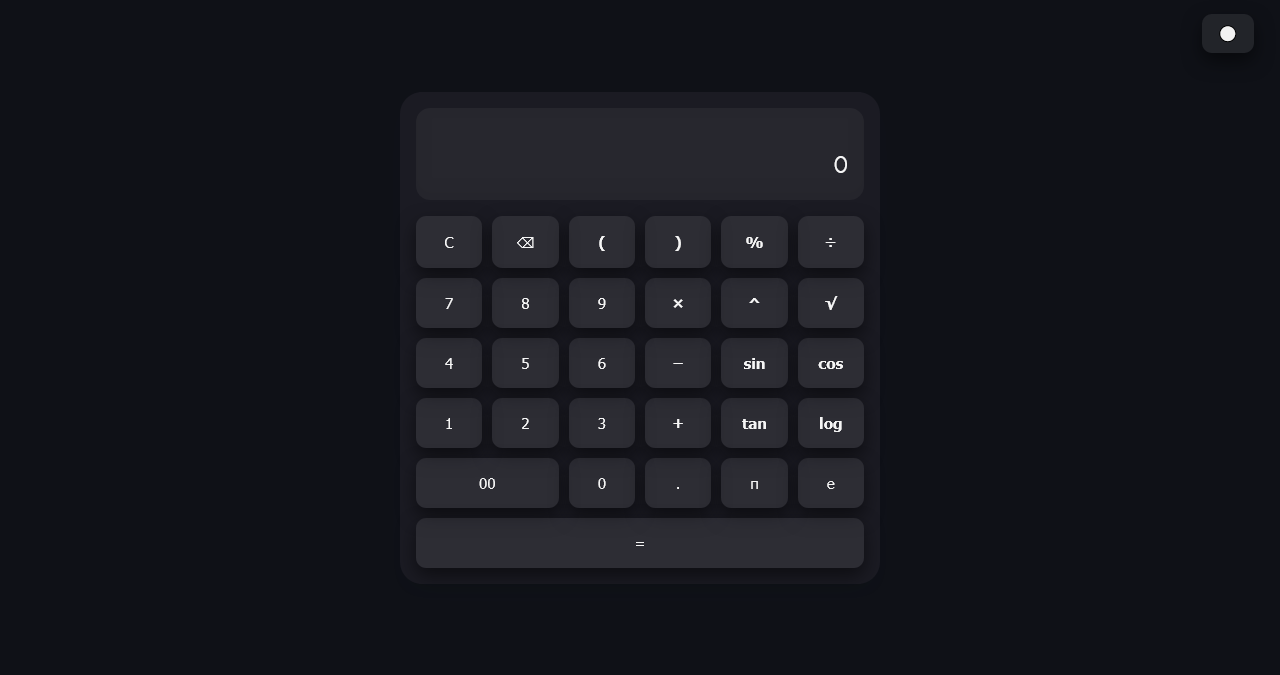 0
C ⌫ ( ) % ÷
7 8 9 × ^ √
4 5 6 − sin cos
1 2 3 + tan log
00 0 . π e
=